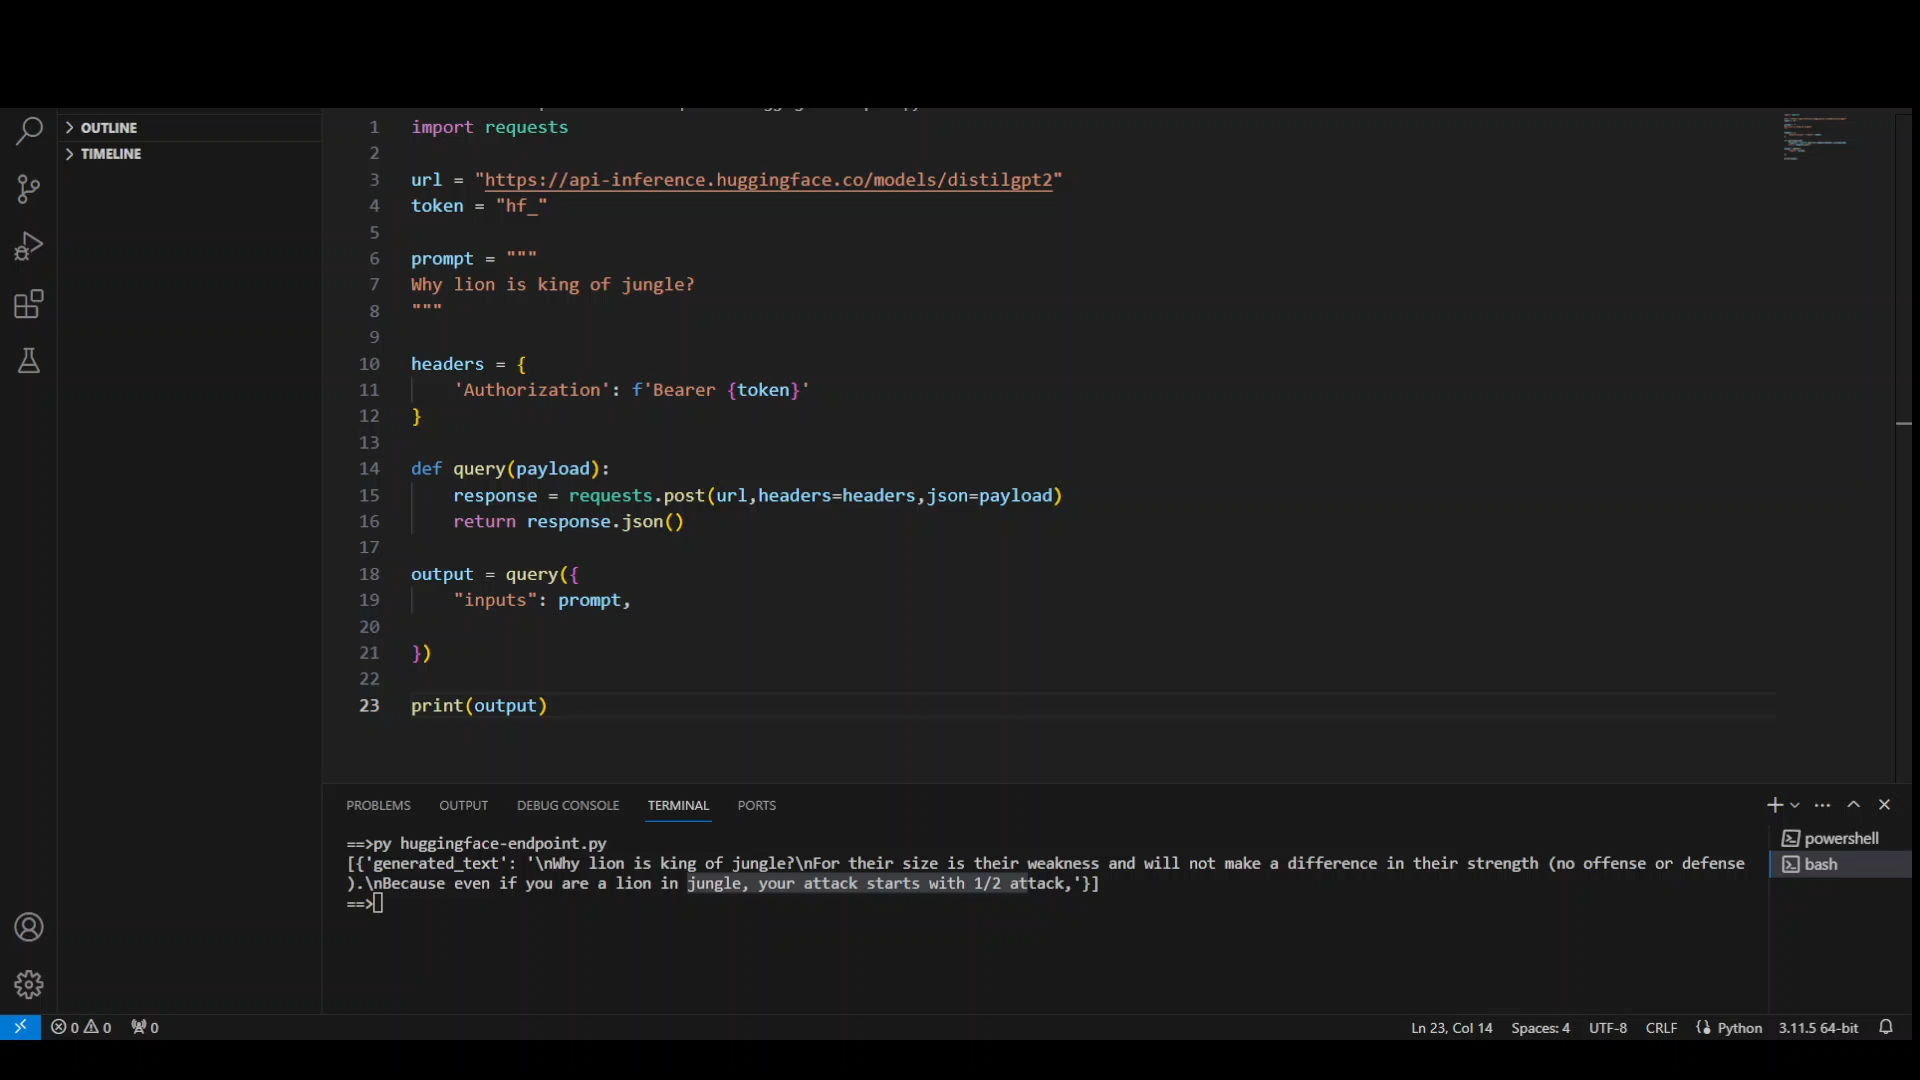 OUTLINE
TIMELINE
1 import requests
2
3 url = "https://api-inference.huggingface.co/models/distilgpt2"
4 token = "hf_"
5
6 prompt = """
7 Why lion is king of jungle?
8 """
9
10 headers = {
11     'Authorization': f'Bearer {token}'
12 }
13
14 def query(payload):
15     response = requests.post(url,headers=headers,json=payload)
16     return response.json()
17
18 output = query({
19     "inputs": prompt,
20
21 })
22
23 print(output)
PROBLEMS OUTPUT DEBUG CONSOLE TERMINAL PORTS
==>py huggingface-endpoint.py
[{'generated_text': '\nWhy lion is king of jungle?\nFor their size is their weakness and will not make a difference in their strength (no offense or defense
).\nBecause even if you are a lion in jungle, your attack starts with 1/2 attack,'}]
==>
powershell
bash
0 0 0 Ln 23, Col 14 Spaces: 4 UTF-8 CRLF Python 3.11.5 64-bit